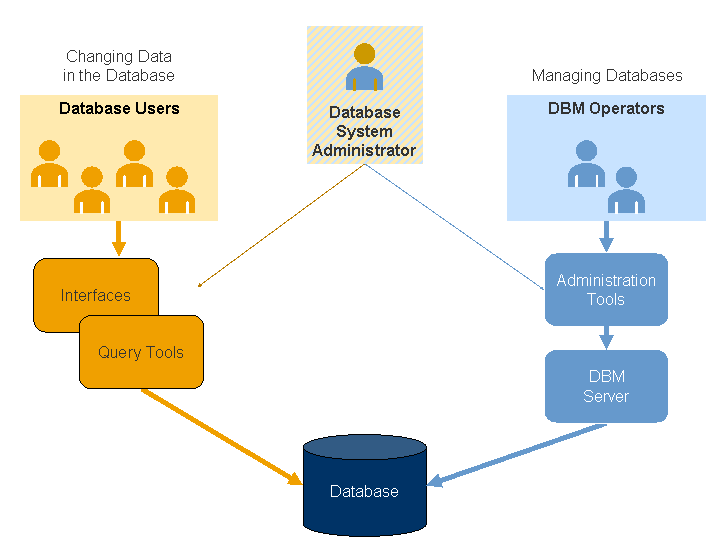 Changing Data
in the Database
Database Users
Database
System
Administrator
Managing Databases
DBM Operators
Interfaces
Query Tools
Administration
Tools
DBM
Server
Database